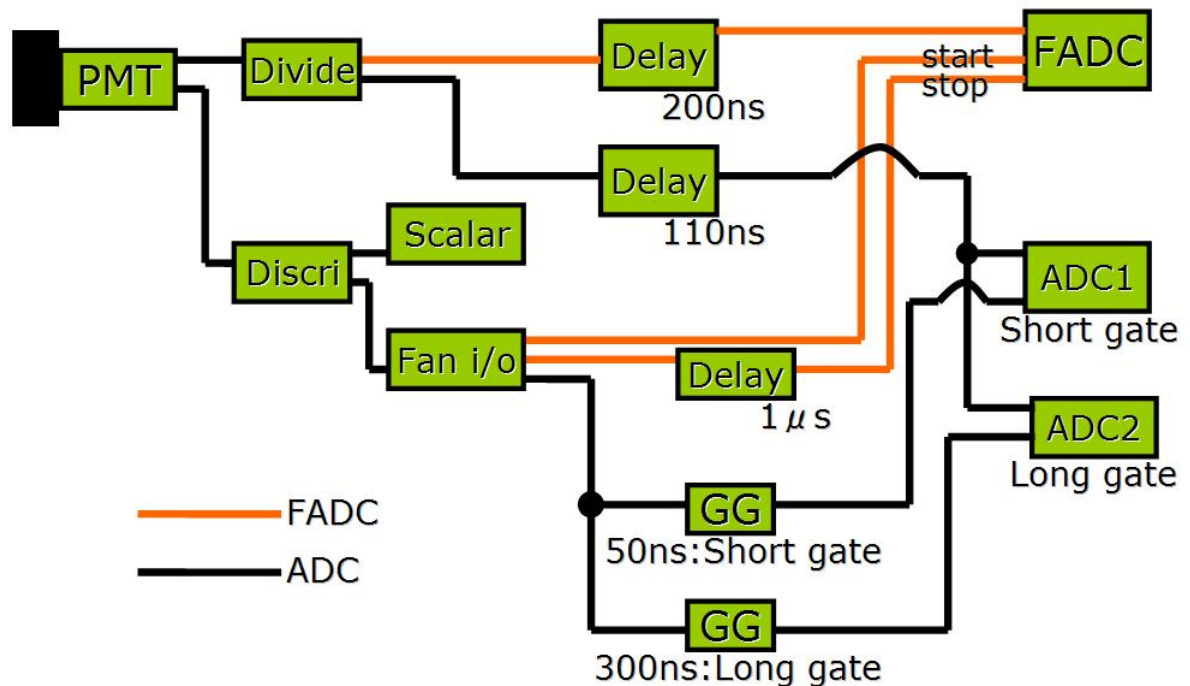 PMT
Divide
Delay
200ns
start
stop
FADC
Delay
110ns
Scalar
Discri
ADC1
Short gate
Fan i/o
Delay
1μs
ADC2
Long gate
FADC
ADC
GG
50ns:Short gate
GG
300ns:Long gate